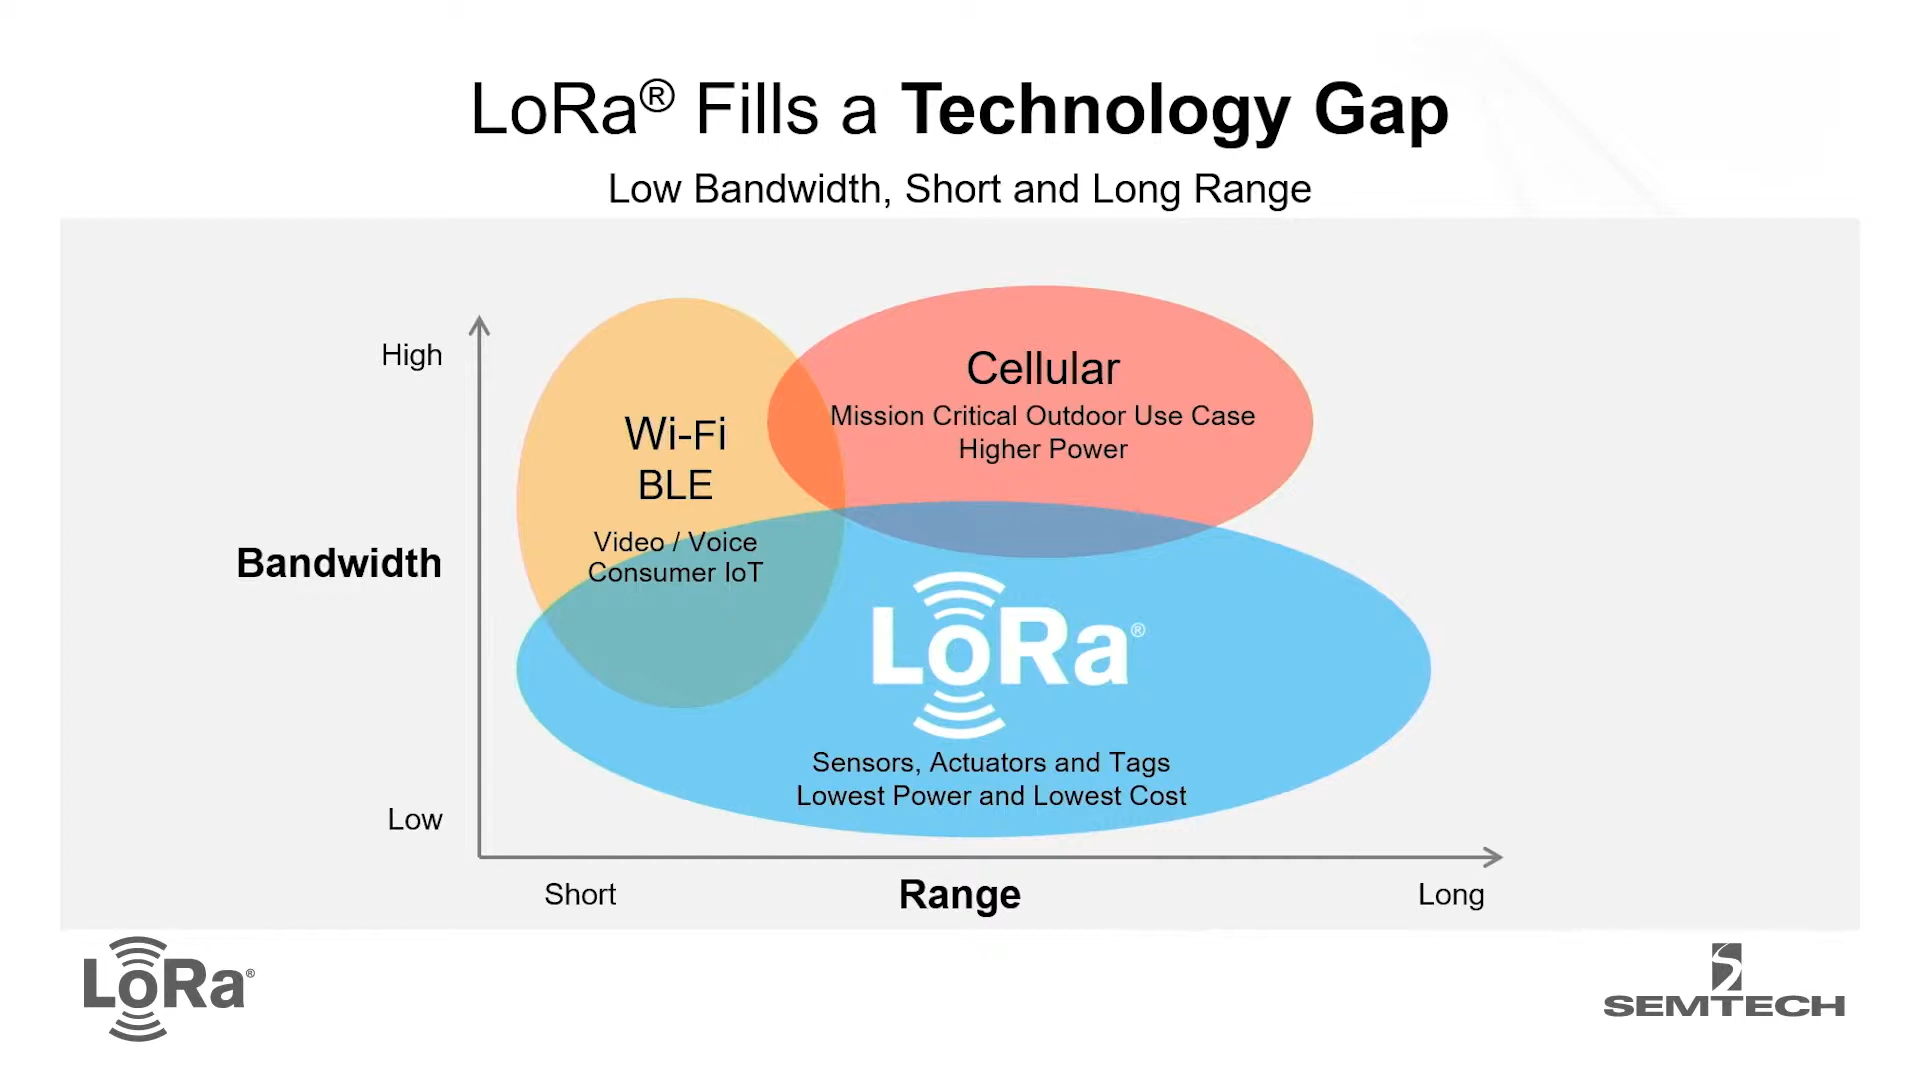 LoRa® Fills a Technology Gap
Low Bandwidth, Short and Long Range
High
Cellular
Mission Critical Outdoor Use Case
Higher Power
Wi-Fi
BLE
Video / Voice
Consumer IoT
Bandwidth
LoRa®
Sensors, Actuators and Tags
Lowest Power and Lowest Cost
Low
Short
Range
Long
LoRa®
SEMTECH